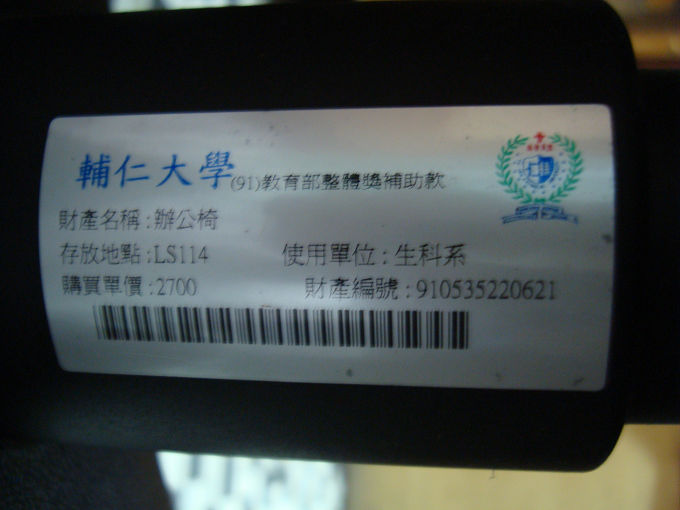 輔仁大學(91)教育部整體獎補助款
財產名稱:辦公椅
存放地點:LS114 使用單位:生科系
購買單價:2700 財產編號:910535220621